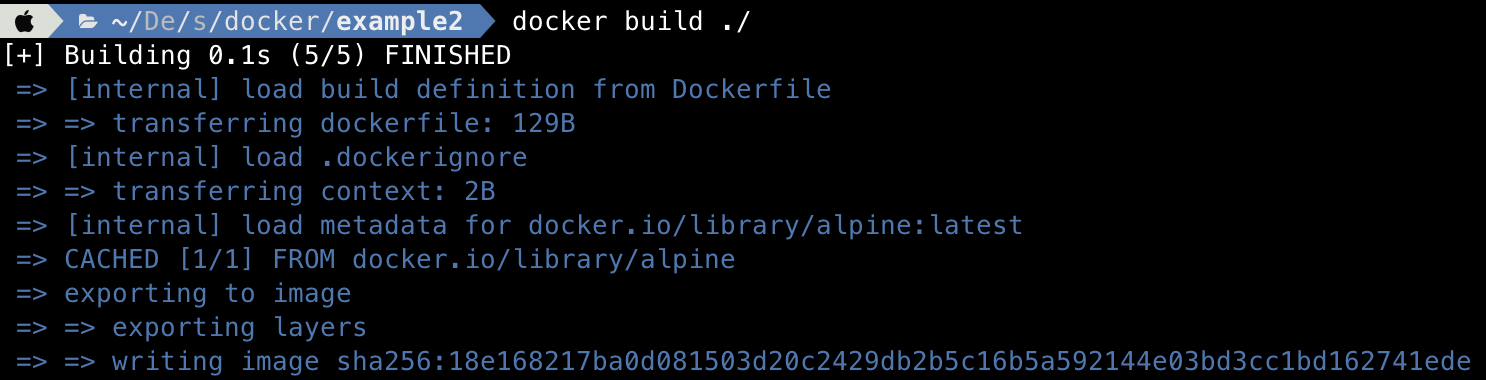 ~/De/s/docker/example2 docker build ./
[+] Building 0.1s (5/5) FINISHED
=> [internal] load build definition from Dockerfile
=> => transferring dockerfile: 129B
=> [internal] load .dockerignore
=> => transferring context: 2B
=> [internal] load metadata for docker.io/library/alpine:latest
=> CACHED [1/1] FROM docker.io/library/alpine
=> exporting to image
=> => exporting layers
=> => writing image sha256:18e168217ba0d081503d20c2429db2b5c16b5a592144e03bd3cc1bd162741ede